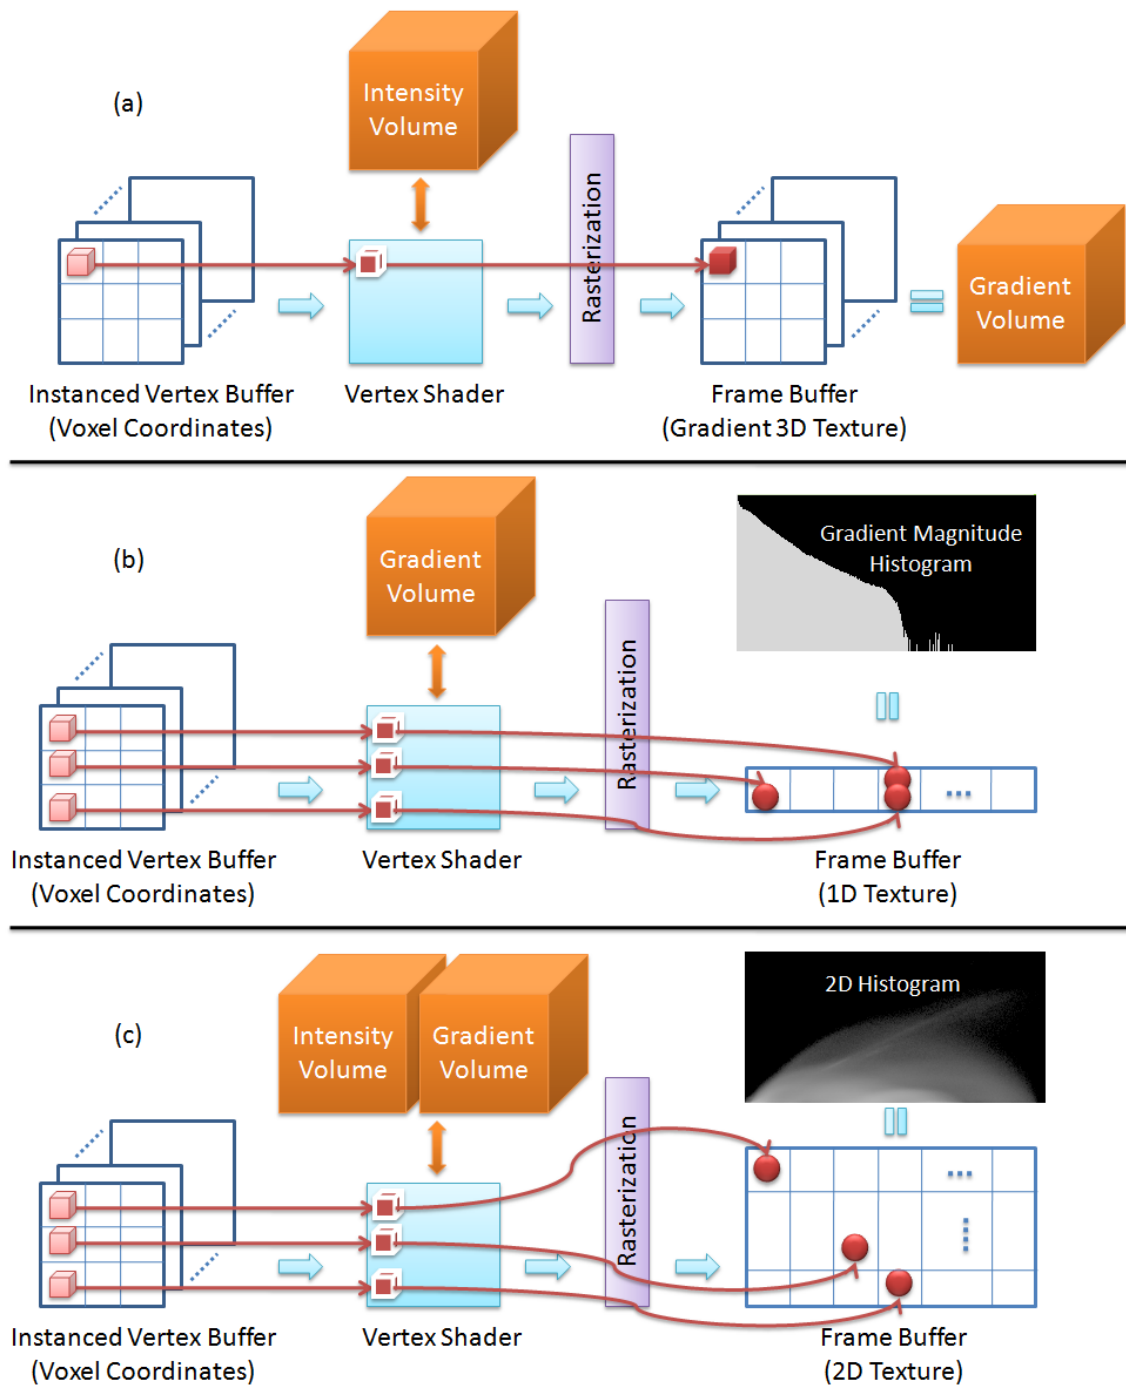 (a)
Intensity
Volume
Rasterization
Gradient
Volume
Instanced Vertex Buffer
(Voxel Coordinates)
Vertex Shader
Frame Buffer
(Gradient 3D Texture)
(b)
Gradient
Volume
Rasterization
Gradient Magnitude
Histogram
Instanced Vertex Buffer
(Voxel Coordinates)
Vertex Shader
Frame Buffer
(1D Texture)
(c)
Intensity
Volume
Gradient
Volume
Rasterization
2D Histogram
Instanced Vertex Buffer
(Voxel Coordinates)
Vertex Shader
Frame Buffer
(2D Texture)